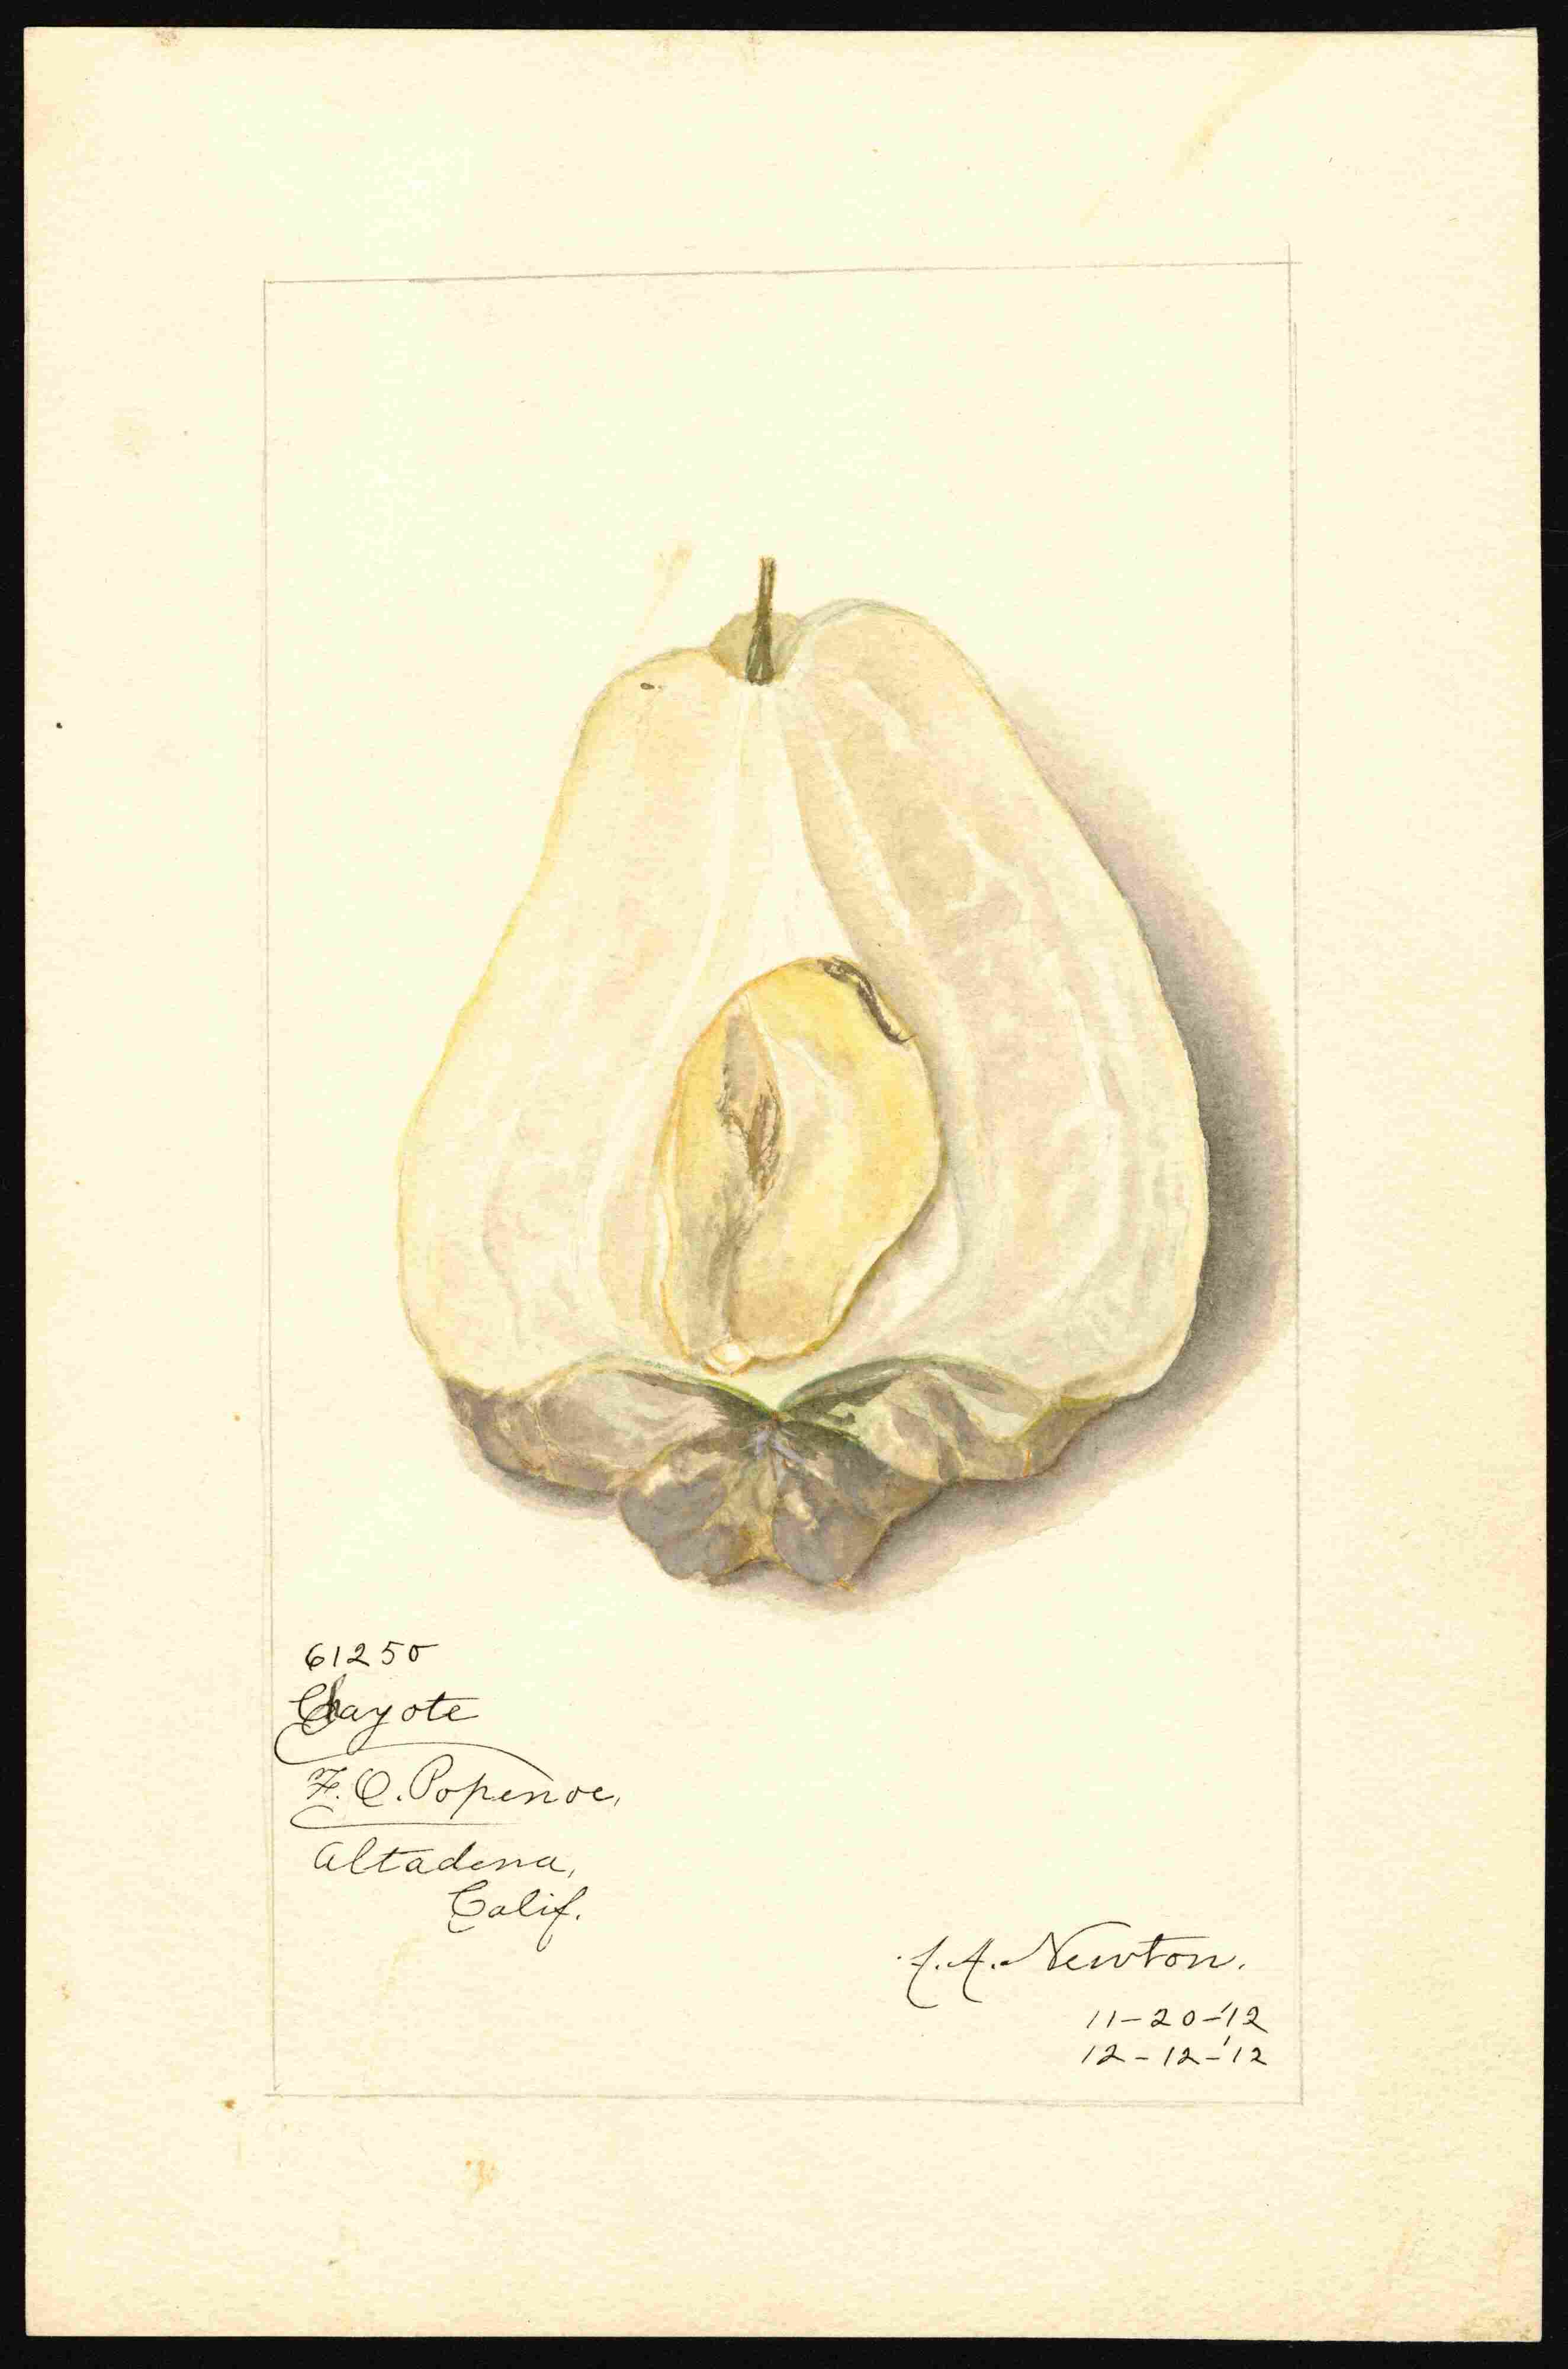 61250
Chayote
F. O. Popenoe,
Altadena,
Calif.
A. A. Newton.
11-20-'12
12-12-'12